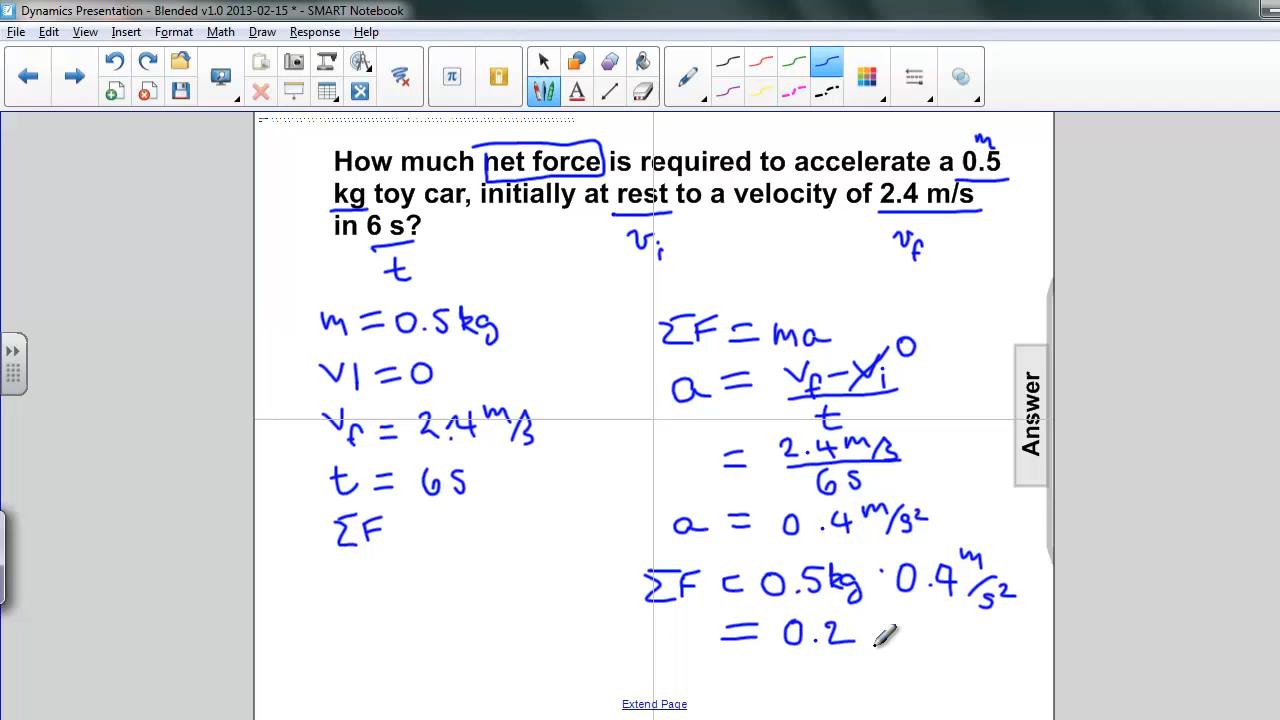 Dynamics Presentation - Blended v1.0 2013-02-15 * - SMART Notebook
File Edit View Insert Format Math Draw Response Help
π
A
How much net force is required to accelerate a 0.5
kg toy car, initially at rest to a velocity of 2.4 m/s
in 6 s?
m
vi
vf
t
m = 0.5 kg
v1 = 0
vf = 2.4 m/s
t = 6 s
ΣF
ΣF = ma
a = vf - vi / t
0
= 2.4 m/s / 6 s
a = 0.4 m/s²
ΣF = 0.5 kg · 0.4 m/s²
= 0.2
Answer
Extend Page